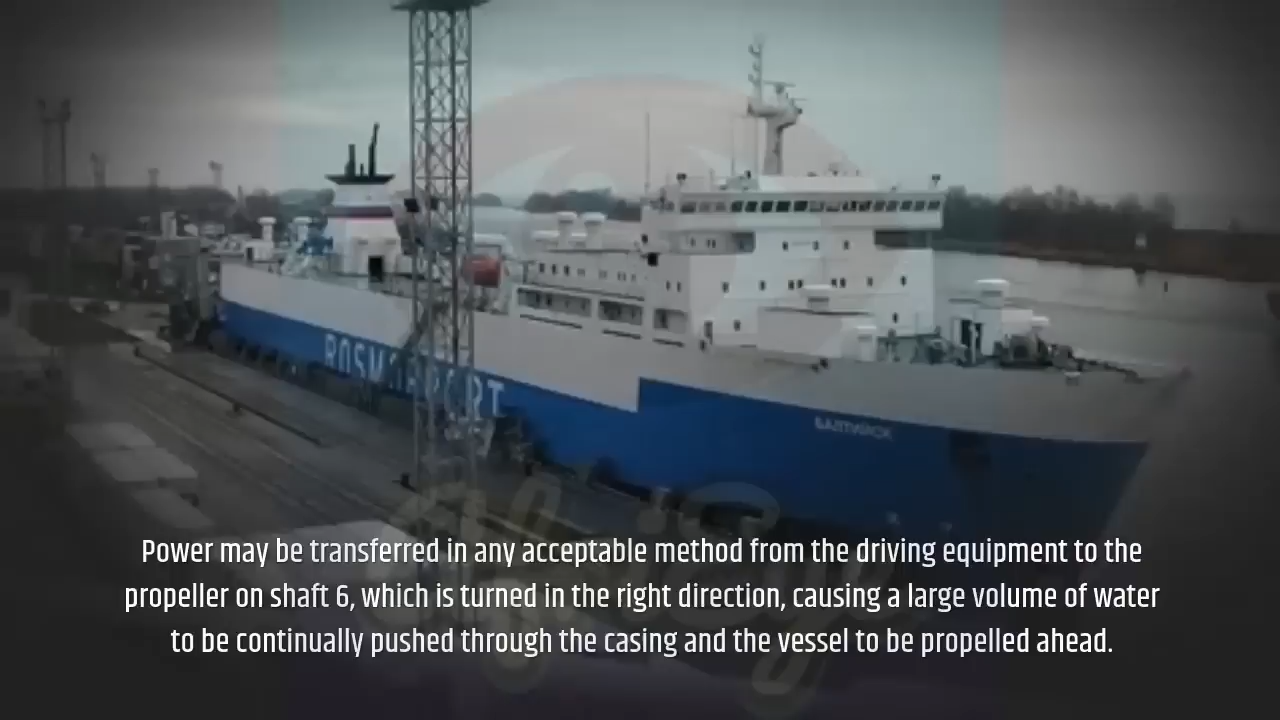 ROSMORPORT
БАЛТИЙСК
Power may be transferred in any acceptable method from the driving equipment to the
propeller on shaft 6, which is turned in the right direction, causing a large volume of water
to be continually pushed through the casing and the vessel to be propelled ahead.